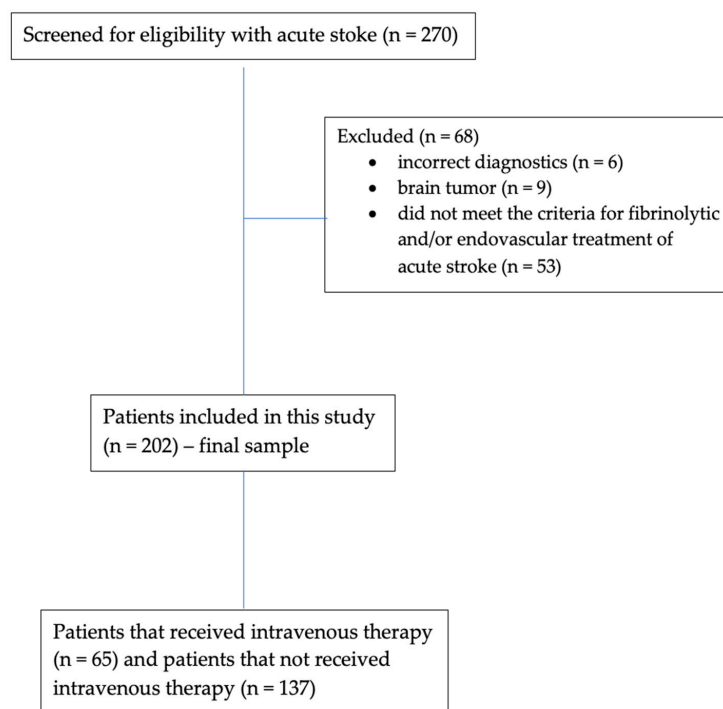 Screened for eligibility with acute stoke (n = 270)
Excluded (n = 68)
• incorrect diagnostics (n = 6)
• brain tumor (n = 9)
• did not meet the criteria for fibrinolytic
and/or endovascular treatment of
acute stroke (n = 53)
Patients included in this study
(n = 202) – final sample
Patients that received intravenous therapy
(n = 65) and patients that not received
intravenous therapy (n = 137)